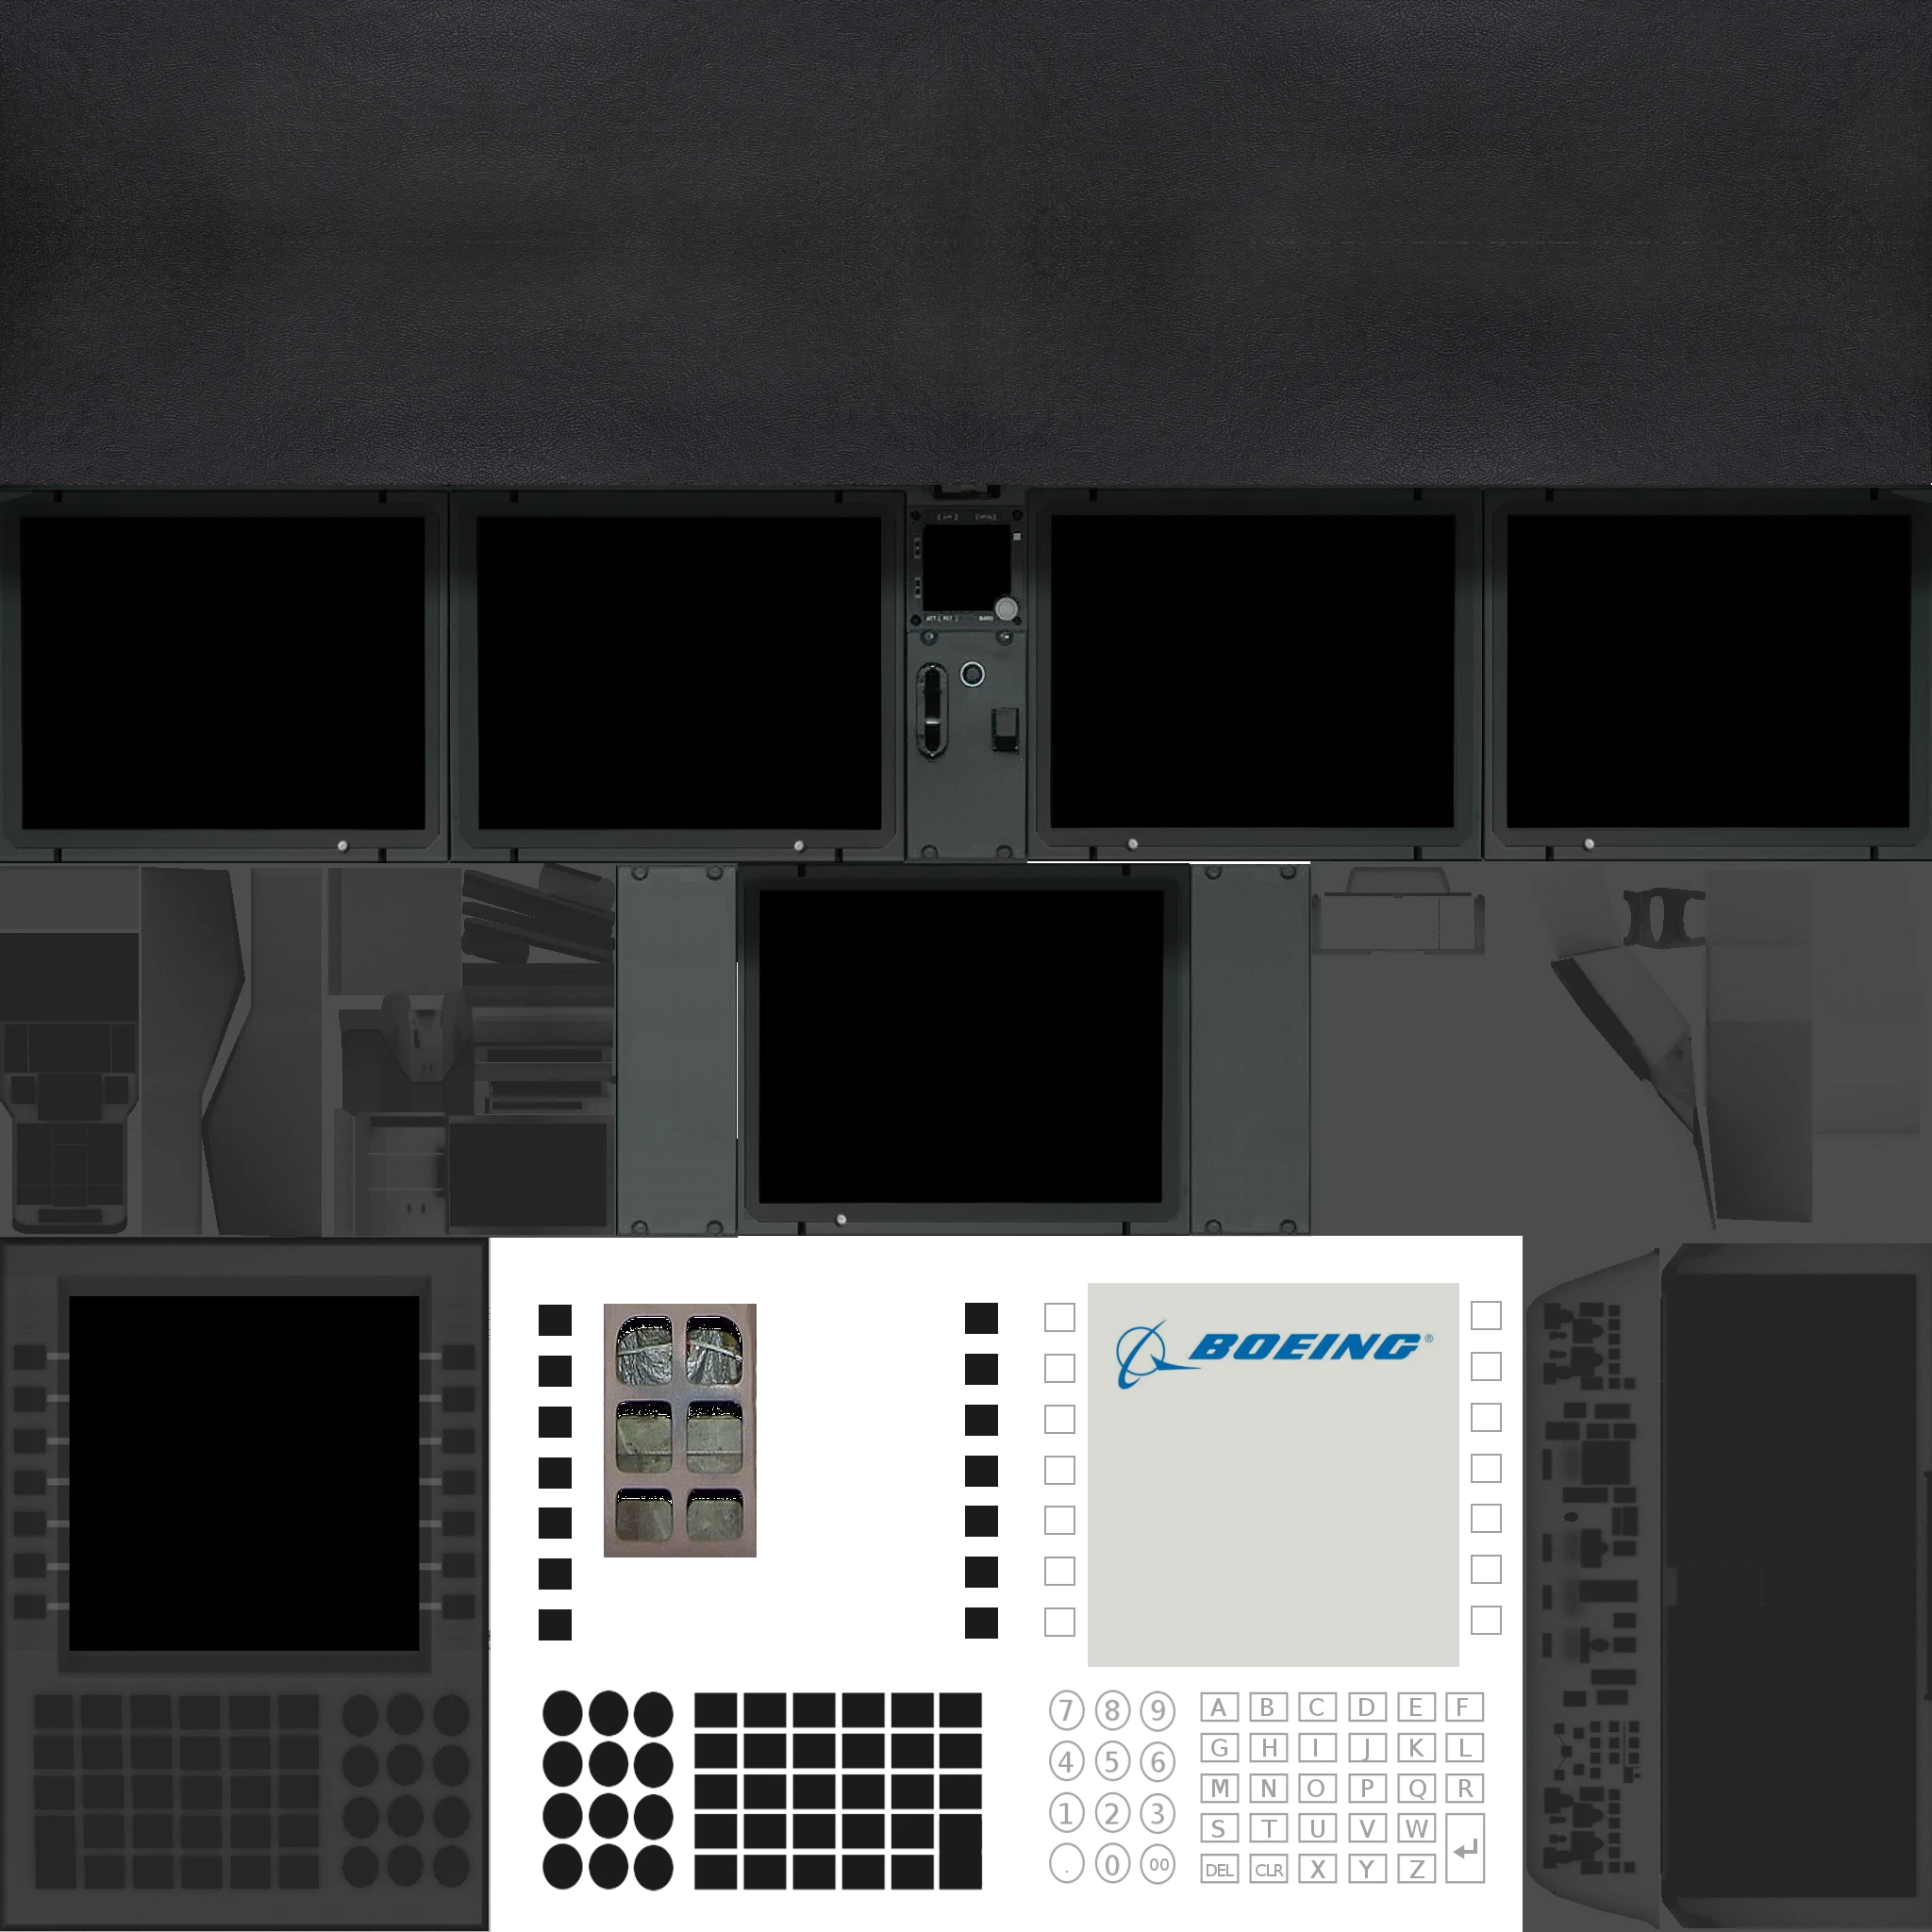 BOEING®
7 8 9 A B C D E F
4 5 6 G H I J K L
1 2 3 M N O P Q R
. 0 00 S T U V W
DEL CLR X Y Z